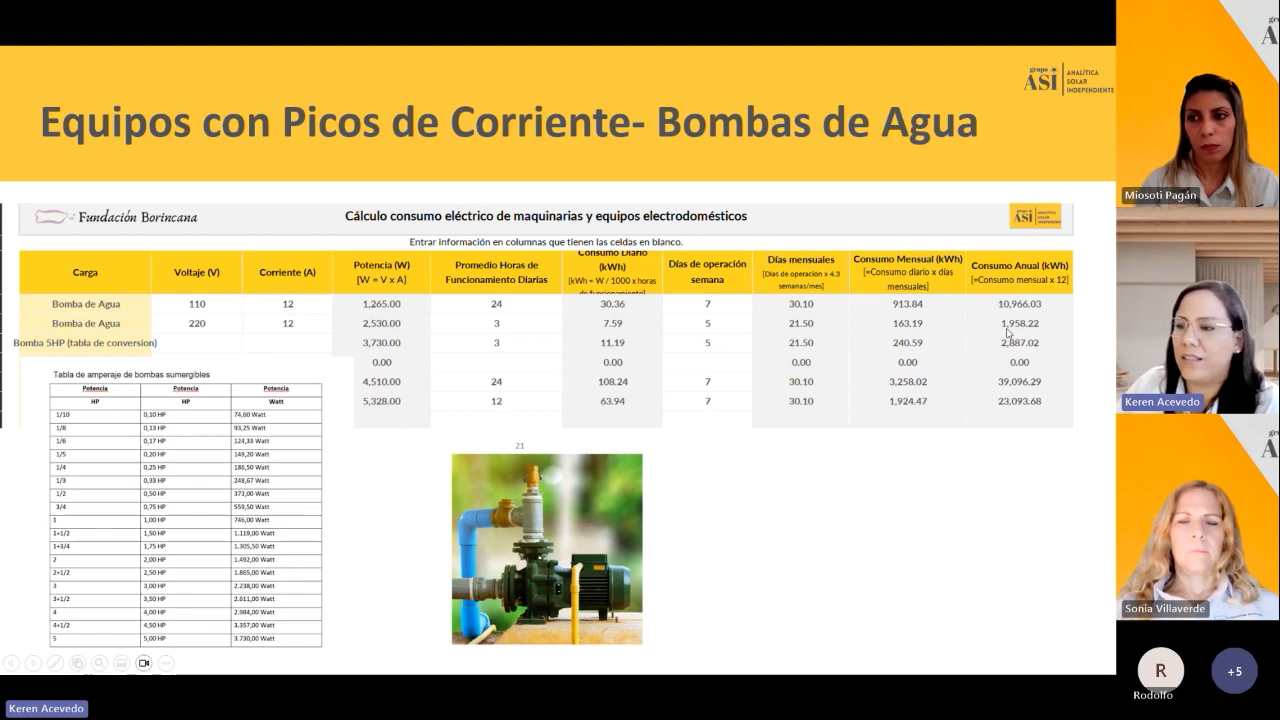 Equipos con Picos de Corriente- Bombas de Agua
grupo ASI ANALÍTICA SOLAR INDEPENDIENTE
Fundación Borincana
Cálculo consumo eléctrico de maquinarias y equipos electrodomésticos
Entrar información en columnas que tienen las celdas en blanco.
Carga Voltaje (V) Corriente (A) Potencia (W) [W = V x A] Promedio Horas de Funcionamiento Diarias Consumo Diario (kWh) [kWh = W / 1000 x horas de funcionamiento] Días de operación semana Días mensuales [Días de operación x 4.3 semanas/mes] Consumo Mensual (kWh) [=Consumo diario x días mensuales] Consumo Anual (kWh) [=Consumo mensual x 12]
Bomba de Agua 110 12 1,265.00 24 30.36 7 30.10 913.84 10,966.03
Bomba de Agua 220 12 2,530.00 3 7.59 5 21.50 163.19 1,958.22
Bomba 5HP (tabla de conversion) 3,730.00 3 11.19 5 21.50 240.59 2,887.02
0.00 0.00 0.00 0.00 0.00
4,510.00 24 108.24 7 30.10 3,258.02 39,096.29
5,328.00 12 63.94 7 30.10 1,924.47 23,093.68
Tabla de amperaje de bombas sumergibles
Potencia Potencia Potencia
HP HP Watt
1/10 0,10 HP 74,60 Watt
1/8 0,13 HP 93,25 Watt
1/6 0,17 HP 124,33 Watt
1/5 0,20 HP 149,20 Watt
1/4 0,25 HP 186,50 Watt
1/3 0,33 HP 248,67 Watt
1/2 0,50 HP 373,00 Watt
3/4 0,75 HP 559,50 Watt
1 1,00 HP 746,00 Watt
1+1/2 1,50 HP 1.119,00 Watt
1+3/4 1,75 HP 1.305,50 Watt
2 2,00 HP 1.492,00 Watt
2+1/2 2,50 HP 1.865,00 Watt
3 3,00 HP 2.238,00 Watt
3+1/2 3,50 HP 2.611,00 Watt
4 4,00 HP 2.984,00 Watt
4+1/2 4,50 HP 3.357,00 Watt
5 5,00 HP 3.730,00 Watt
21
Miosoti Pagán
Keren Acevedo
Sonia Villaverde
R
Rodolfo
+5
Keren Acevedo